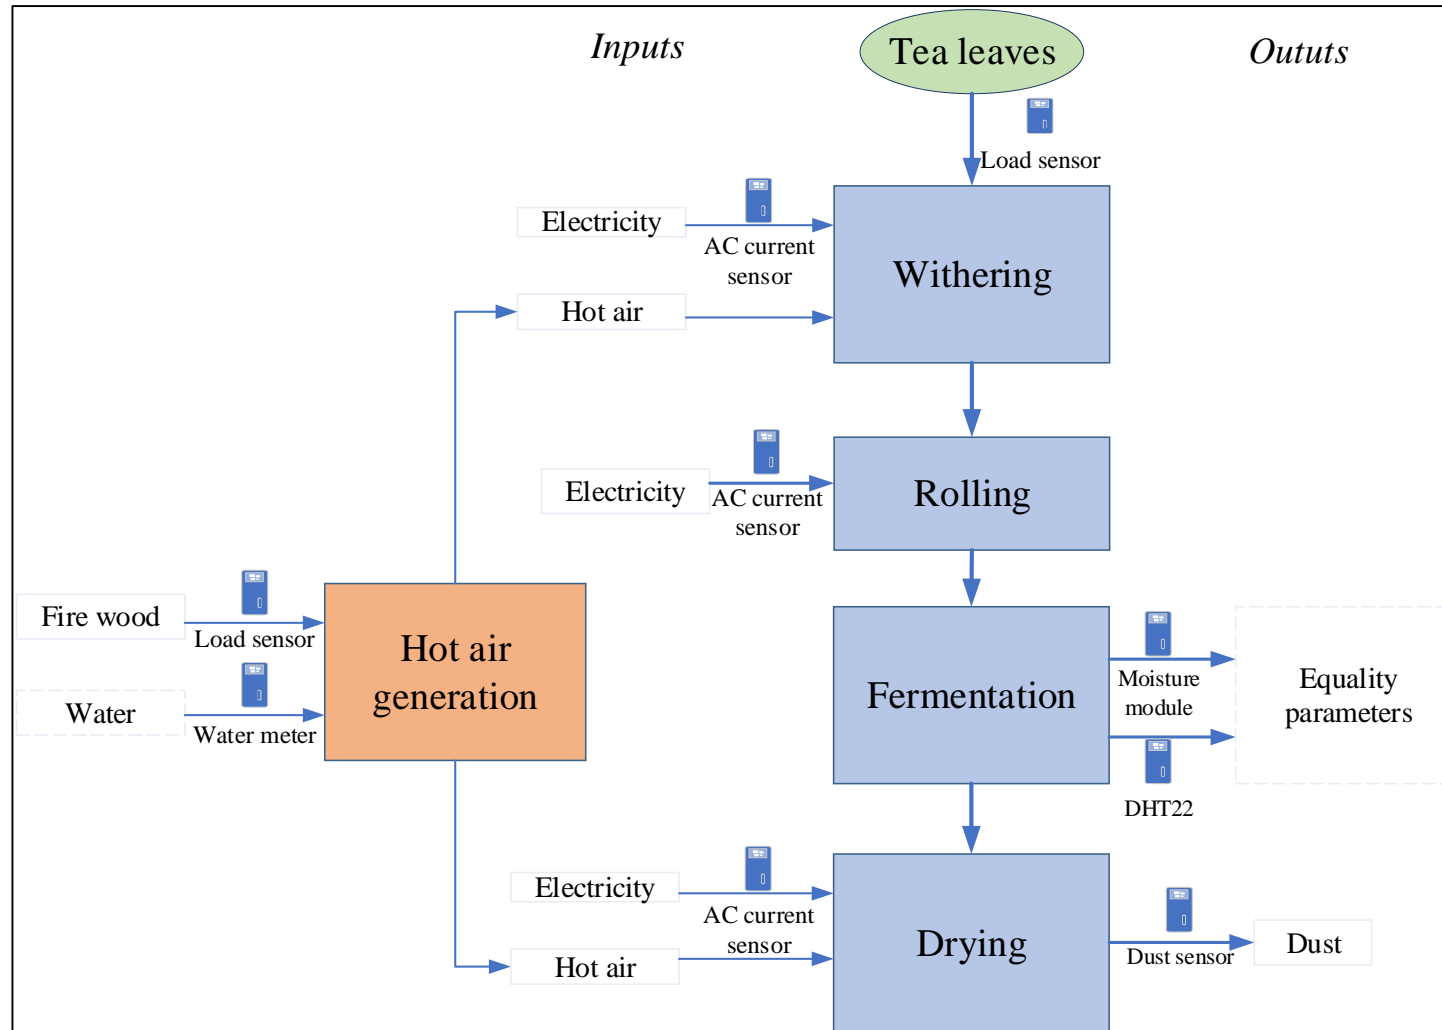 Inputs
Tea leaves
Oututs
Load sensor
Electricity
AC current
sensor
Withering
Hot air
Electricity
AC current
sensor
Rolling
Fire wood
Load sensor
Water
Water meter
Hot air
generation
Fermentation
Moisture
module
DHT22
Equality
parameters
Electricity
AC current
sensor
Hot air
Drying
Dust sensor
Dust